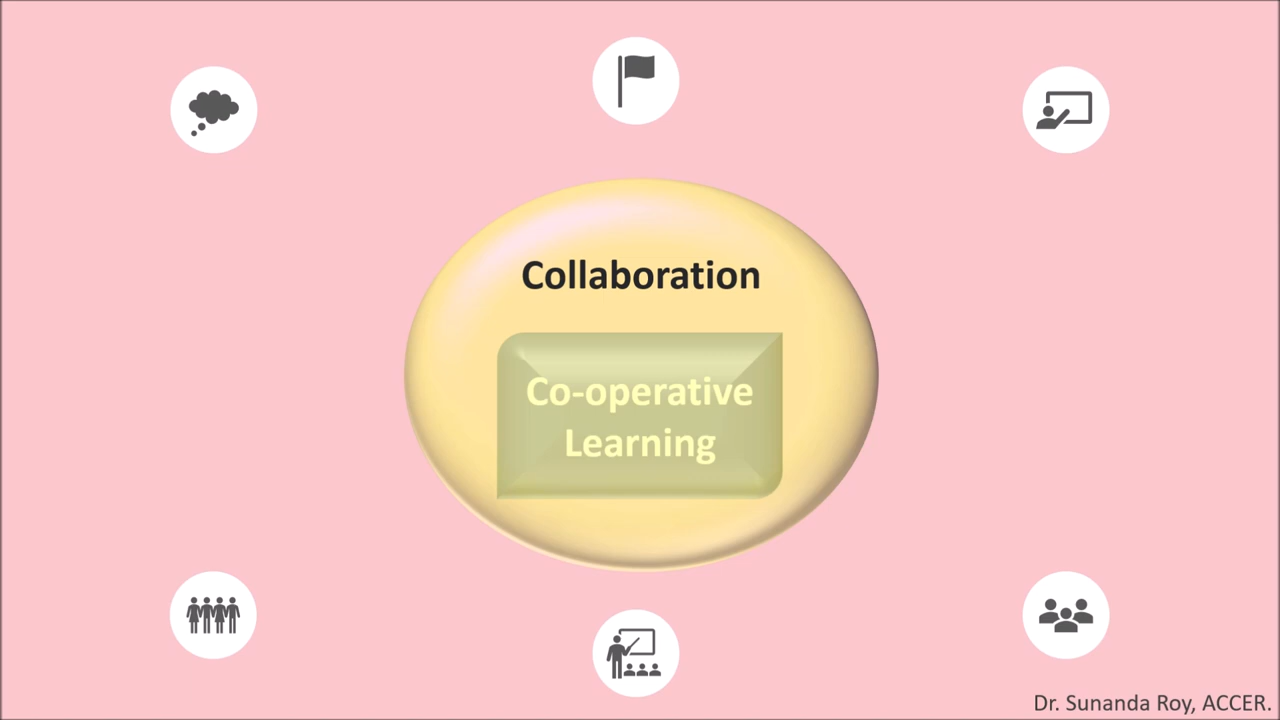 Collaboration
Co-operative
Learning
Dr. Sunanda Roy, ACCER.